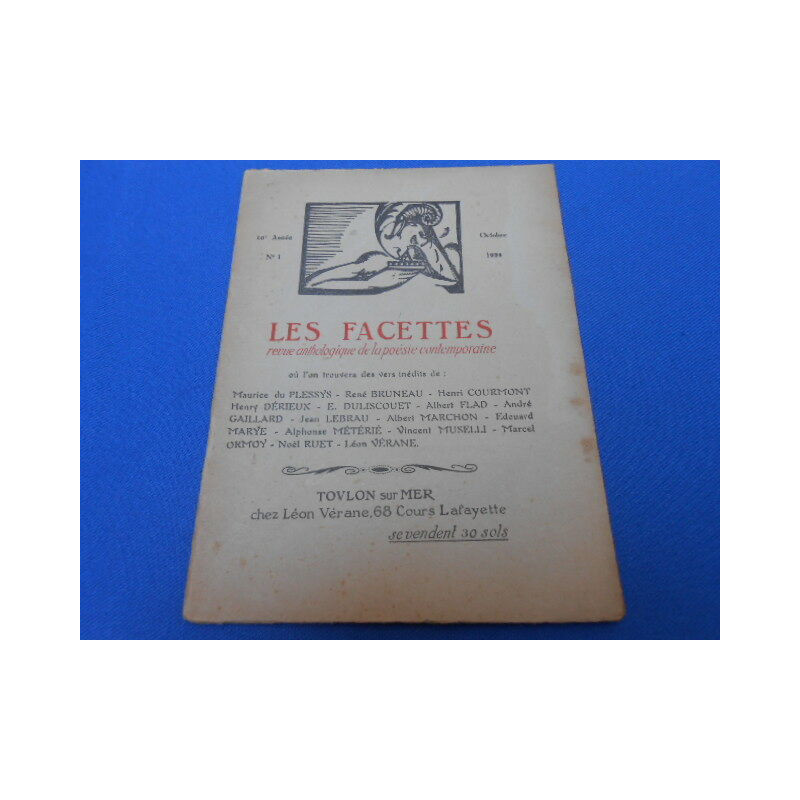 10e Année
Octobre
N° 1
LES FACETTES
revue anthologique de la poésie contemporaine
où l'on trouvera des vers inédits de :
Maurice du PLESSYS - René BRUNEAU - Henri COURMONT
Henry DÉRIEUX - E. DULISCOUET - Albert FLAD - André
GAILLARD - Jean LEBRAU - Albert MARCHON - Edouard
MARYE - Alphonse MÉTÉRIÉ - Vincent MUSELLI - Marcel
ORMOY - Noël RUET - Léon VÉRANE.
TOVLON sur MER
chez Léon Vérane, 68 Cours Lafayette
se vendent 30 sols